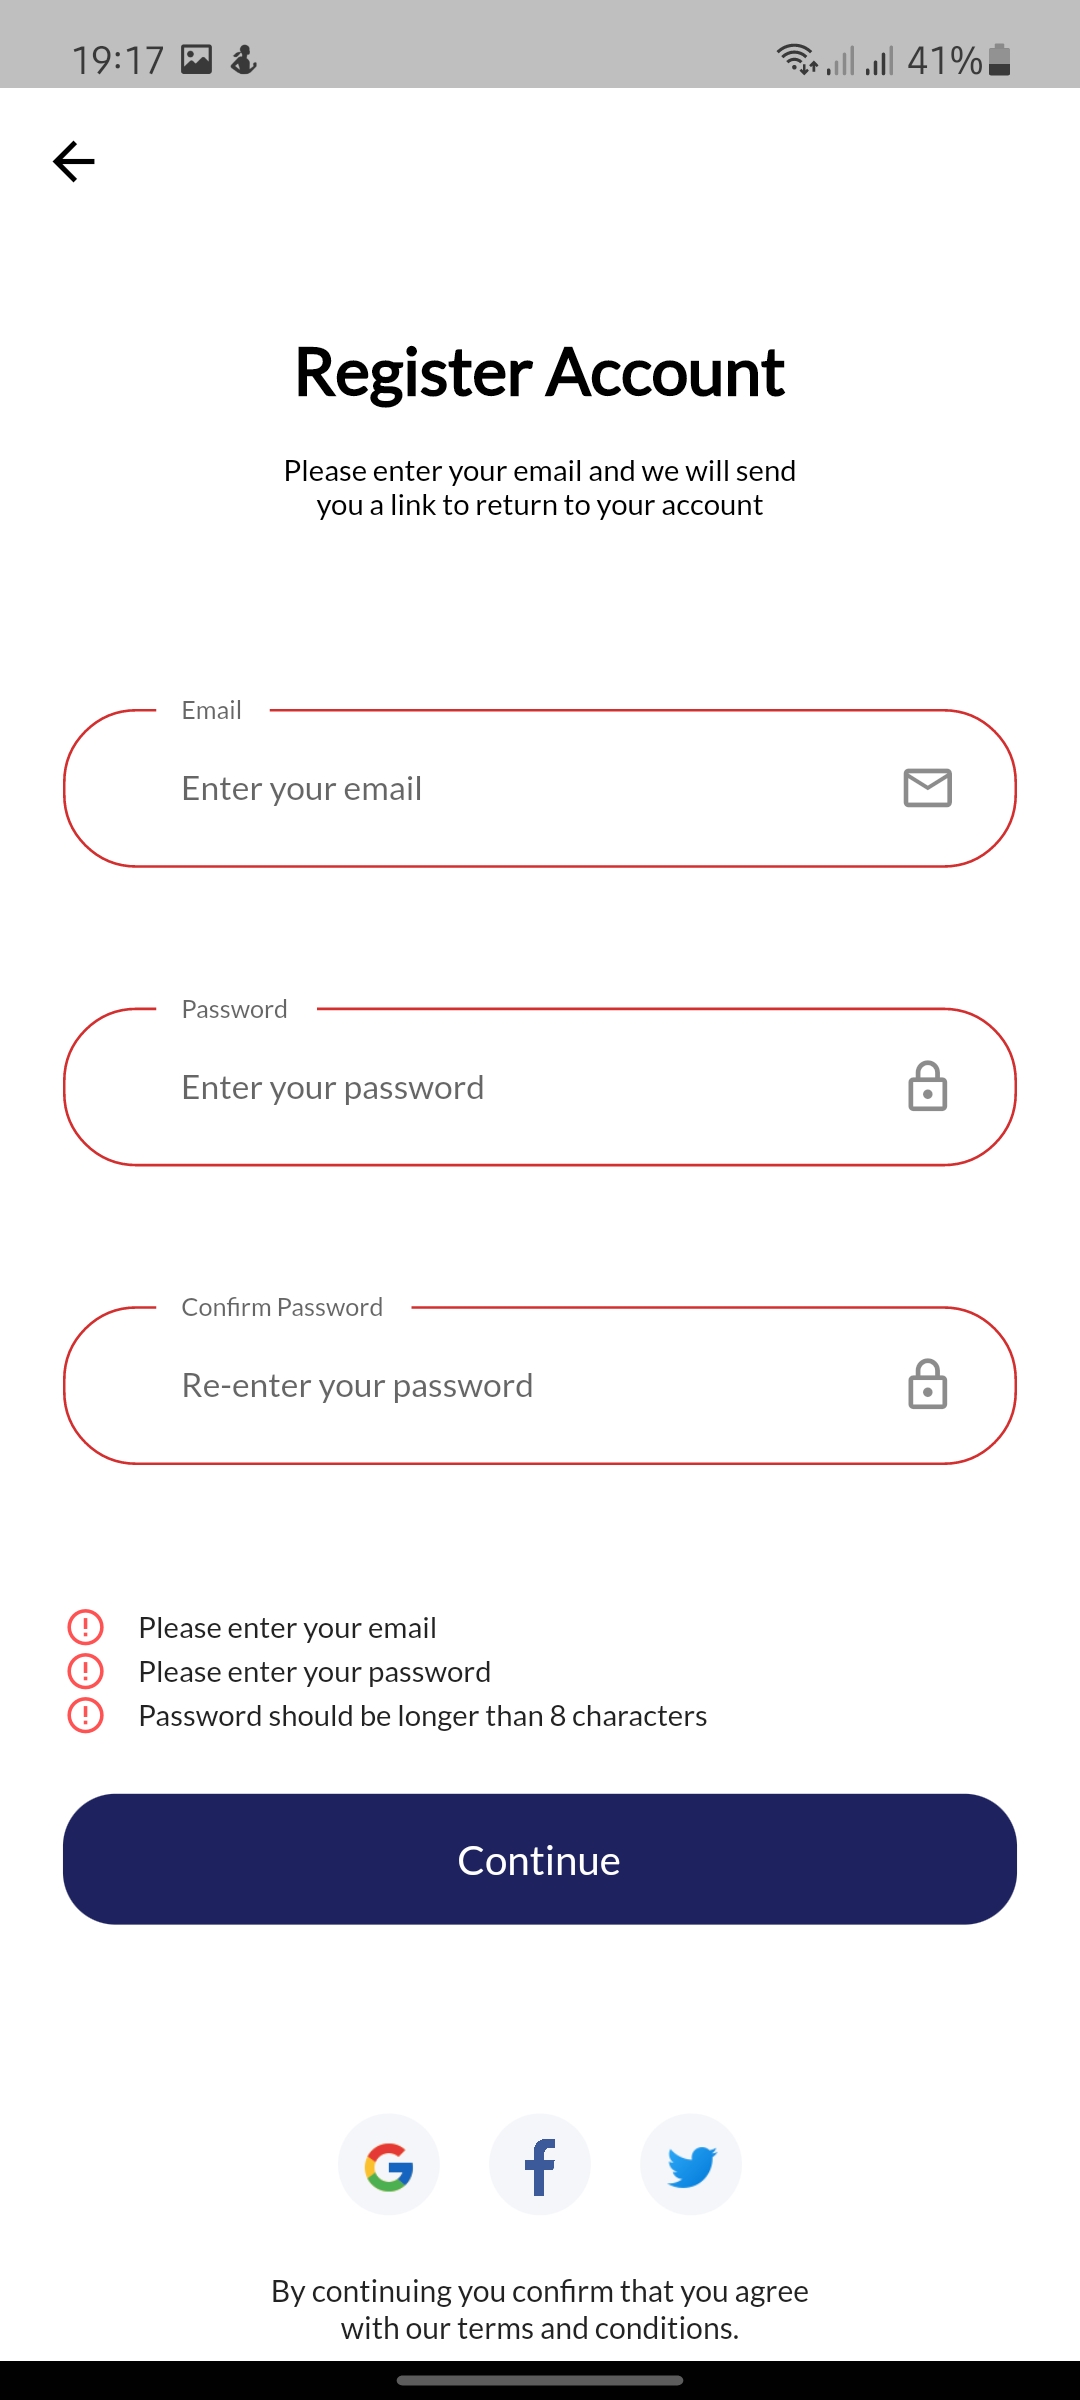 19:17 41%
Register Account
Please enter your email and we will send
you a link to return to your account
Email
Enter your email
Password
Enter your password
Confirm Password
Re-enter your password
Please enter your email
Please enter your password
Password should be longer than 8 characters
Continue
By continuing you confirm that you agree
with our terms and conditions.